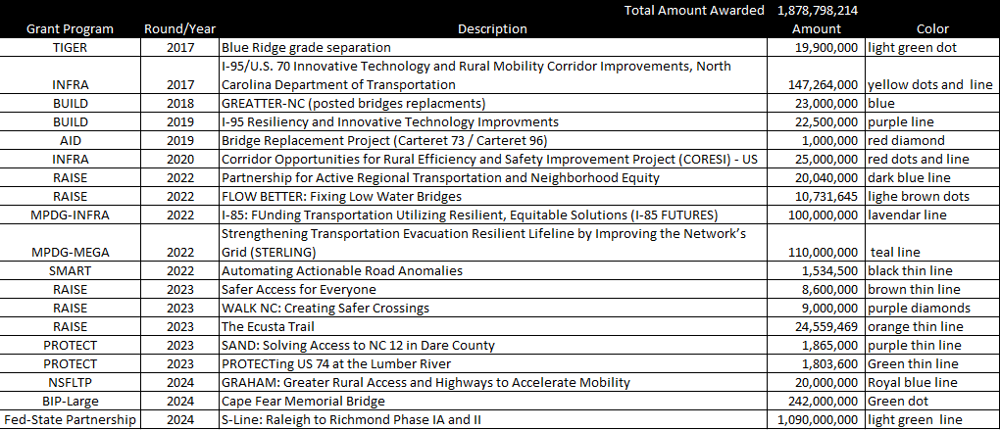 Total Amount Awarded 1,878,798,214
Grant Program Round/Year Description Amount Color
TIGER 2017 Blue Ridge grade separation 19,900,000 light green dot
I-95/U.S. 70 Innovative Technology and Rural Mobility Corridor Improvements, North
INFRA 2017 Carolina Department of Transportation 147,264,000 yellow dots and line
BUILD 2018 GREATTER-NC (posted bridges replacments) 23,000,000 blue
BUILD 2019 I-95 Resiliency and Innovative Technology Improvments 22,500,000 purple line
AID 2019 Bridge Replacement Project (Carteret 73 / Carteret 96) 1,000,000 red diamond
INFRA 2020 Corridor Opportunities for Rural Efficiency and Safety Improvement Project (CORESI) - US 25,000,000 red dots and line
RAISE 2022 Partnership for Active Regional Transportation and Neighborhood Equity 20,040,000 dark blue line
RAISE 2022 FLOW BETTER: Fixing Low Water Bridges 10,731,645 lighe brown dots
MPDG-INFRA 2022 I-85: FUnding Transportation Utilizing Resilient, Equitable Solutions (I-85 FUTURES) 100,000,000 lavendar line
Strengthening Transportation Evacuation Resilient Lifeline by Improving the Network's
MPDG-MEGA 2022 Grid (STERLING) 110,000,000 teal line
SMART 2022 Automating Actionable Road Anomalies 1,534,500 black thin line
RAISE 2023 Safer Access for Everyone 8,600,000 brown thin line
RAISE 2023 WALK NC: Creating Safer Crossings 9,000,000 purple diamonds
RAISE 2023 The Ecusta Trail 24,559,469 orange thin line
PROTECT 2023 SAND: Solving Access to NC 12 in Dare County 1,865,000 purple thin line
PROTECT 2023 PROTECTing US 74 at the Lumber River 1,803,600 Green thin line
NSFLTP 2024 GRAHAM: Greater Rural Access and Highways to Accelerate Mobility 20,000,000 Royal blue line
BIP-Large 2024 Cape Fear Memorial Bridge 242,000,000 Green dot
Fed-State Partnership 2024 S-Line: Raleigh to Richmond Phase IA and II 1,090,000,000 light green line